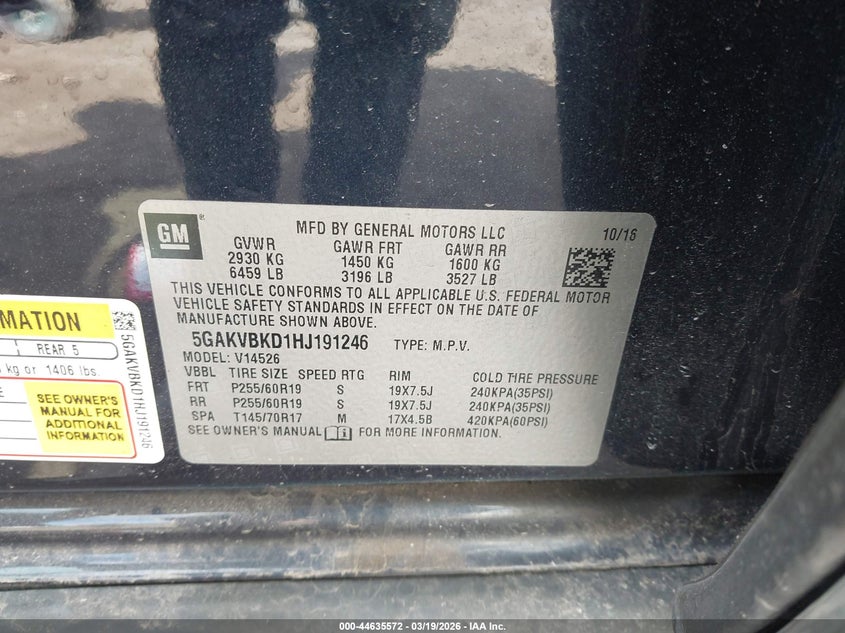 GM
®
MFD BY GENERAL MOTORS LLC 10/16
GVWR GAWR FRT GAWR RR
2930 KG 1450 KG 1600 KG
6459 LB 3196 LB 3527 LB
THIS VEHICLE CONFORMS TO ALL APPLICABLE U.S. FEDERAL MOTOR
VEHICLE SAFETY STANDARDS IN EFFECT ON THE DATE OF
MANUFACTURE SHOWN ABOVE.
5GAKVBKD1HJ191246 TYPE: M.P.V.
MODEL: V14526
VBBL TIRE SIZE SPEED RTG RIM COLD TIRE PRESSURE
FRT P255/60R19 S 19X7.5J 240KPA(35PSI)
RR P255/60R19 S 19X7.5J 240KPA(35PSI)
SPA T145/70R17 M 17X4.5B 420KPA(60PSI)
SEE OWNER'S MANUAL FOR MORE INFORMATION.
MATION
REAR 5
kg or 1406 lbs.
SEE OWNER'S
MANUAL FOR
ADDITIONAL
INFORMATION
5GAKVBKD1HJ191246
000-44635572 — 03/19/2026 — IAA Inc.